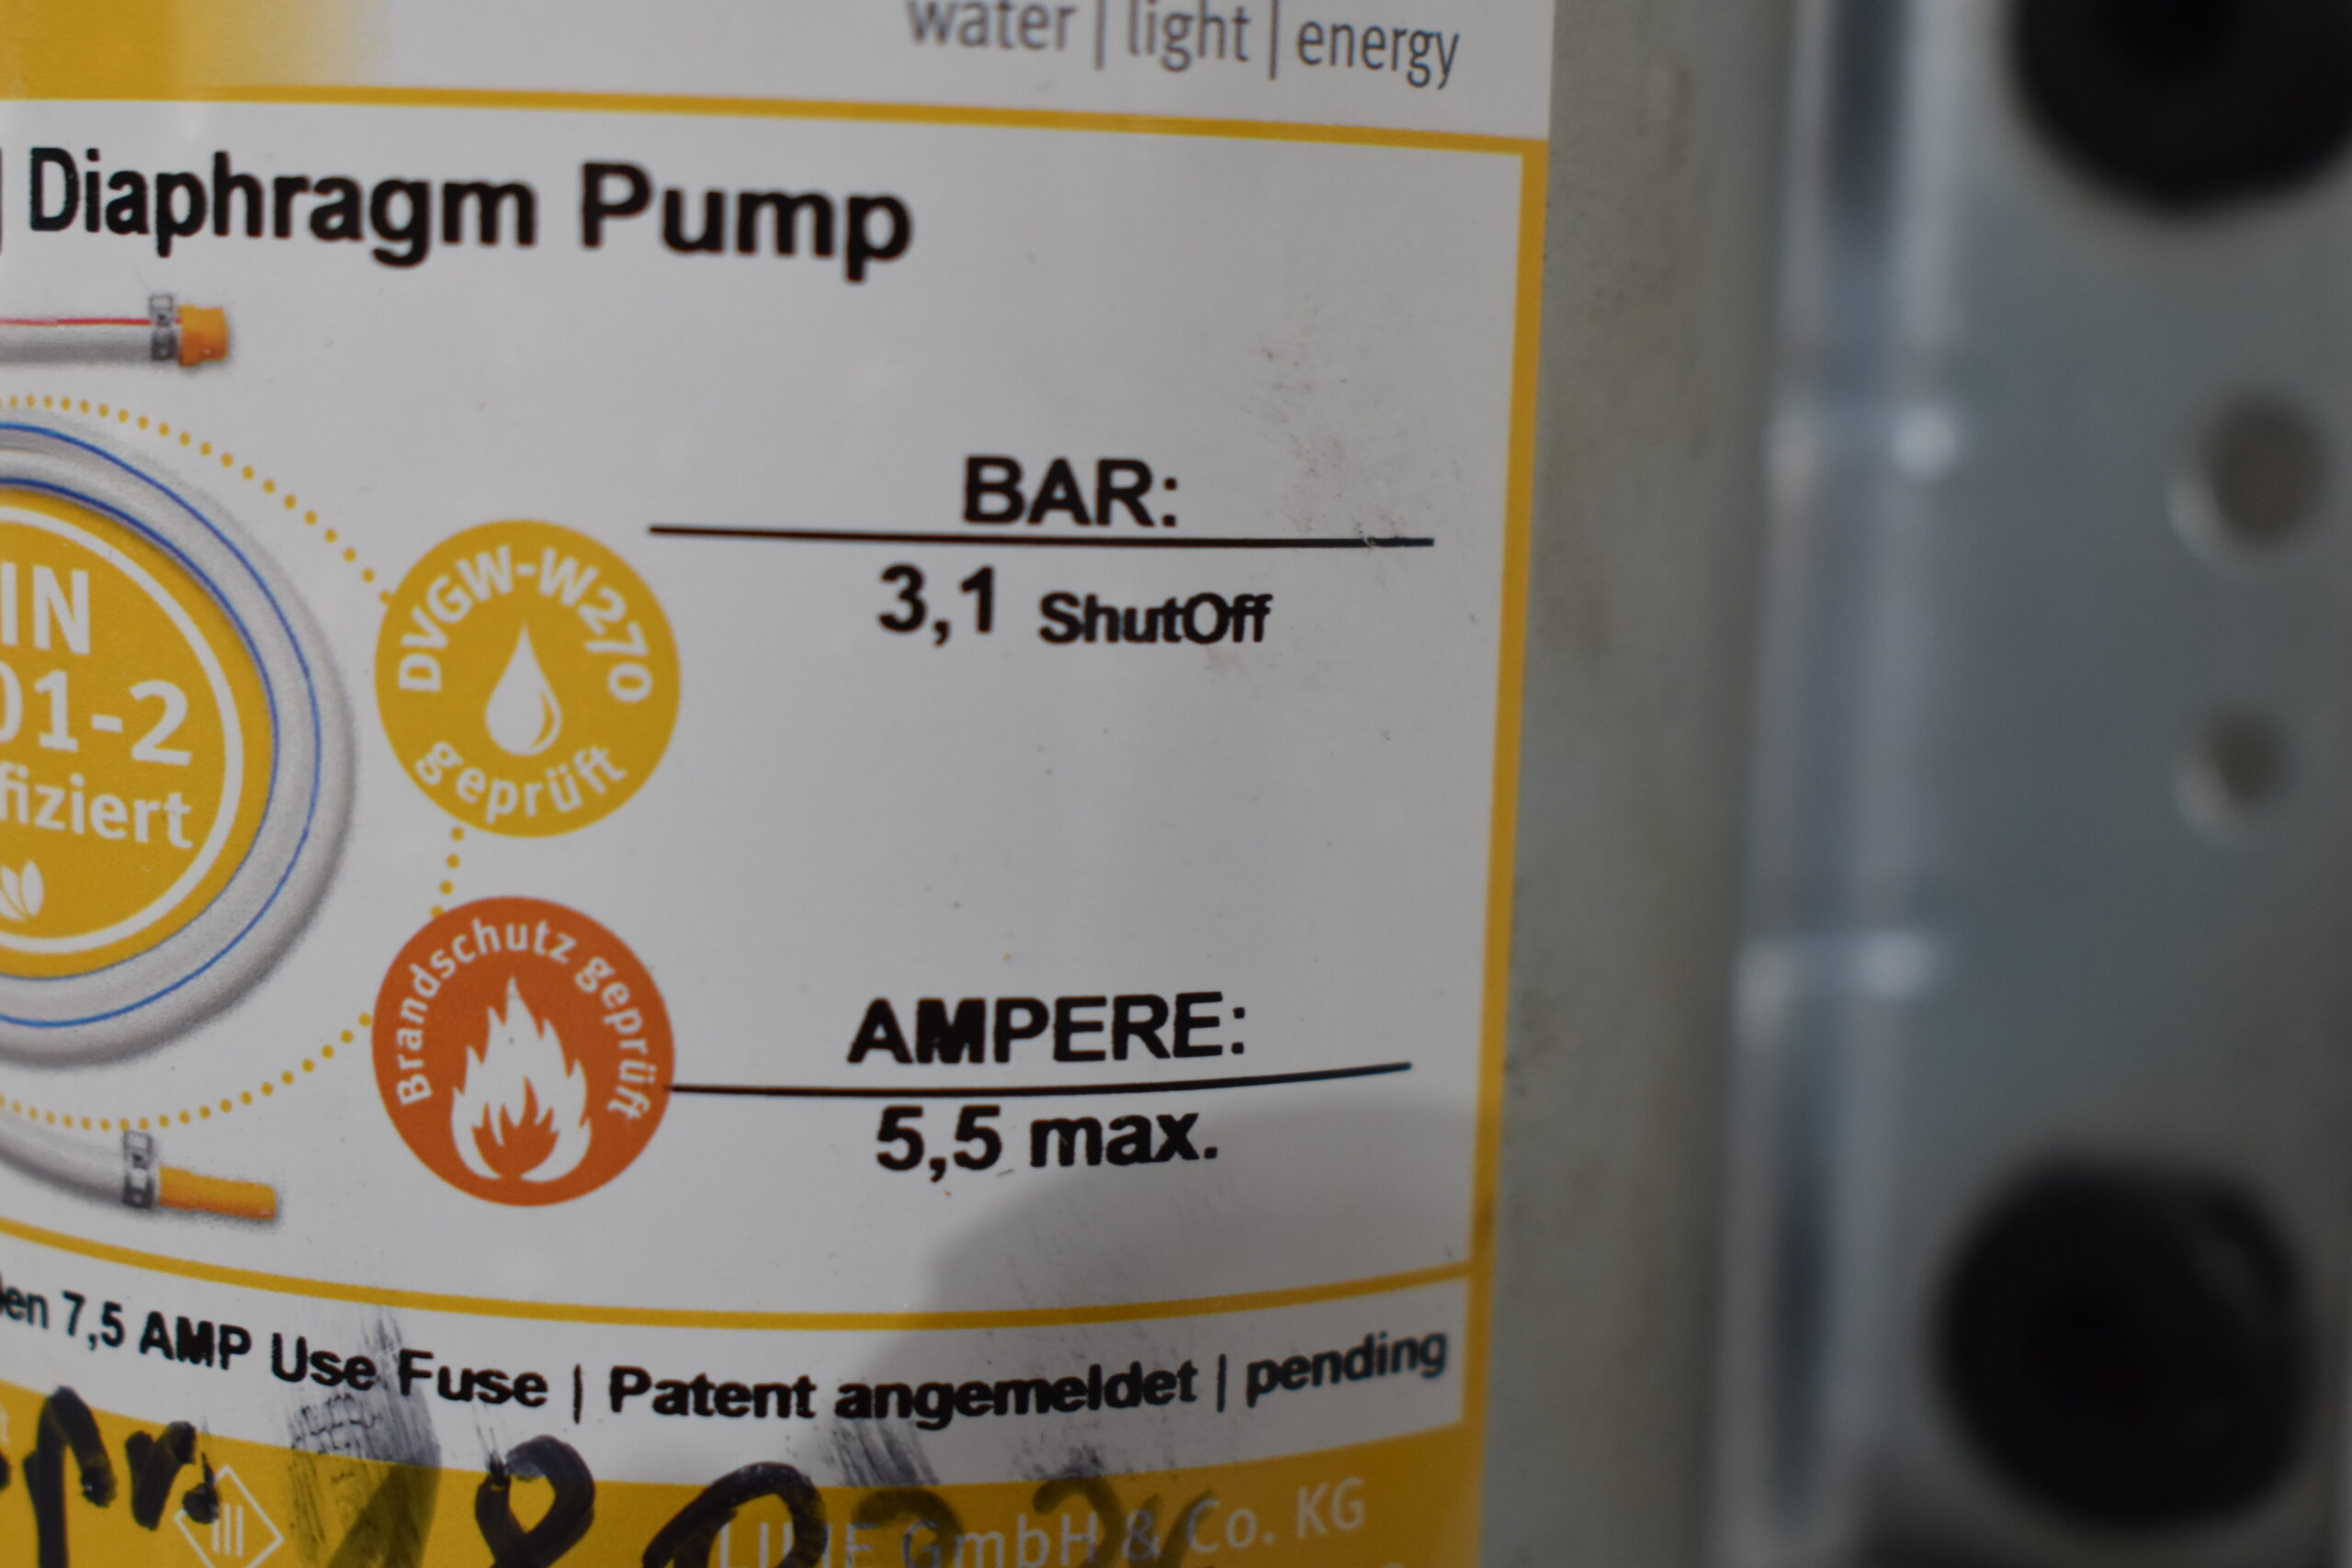 water | light | energy
Diaphragm Pump
BAR:
3,1 ShutOff
IN
01-2
fiziert
DVGW-W270
geprüft
Brandschutz geprüft
AMPERE:
5,5 max.
en 7,5 AMP Use Fuse | Patent angemeldet | pending
GmbH & Co. KG